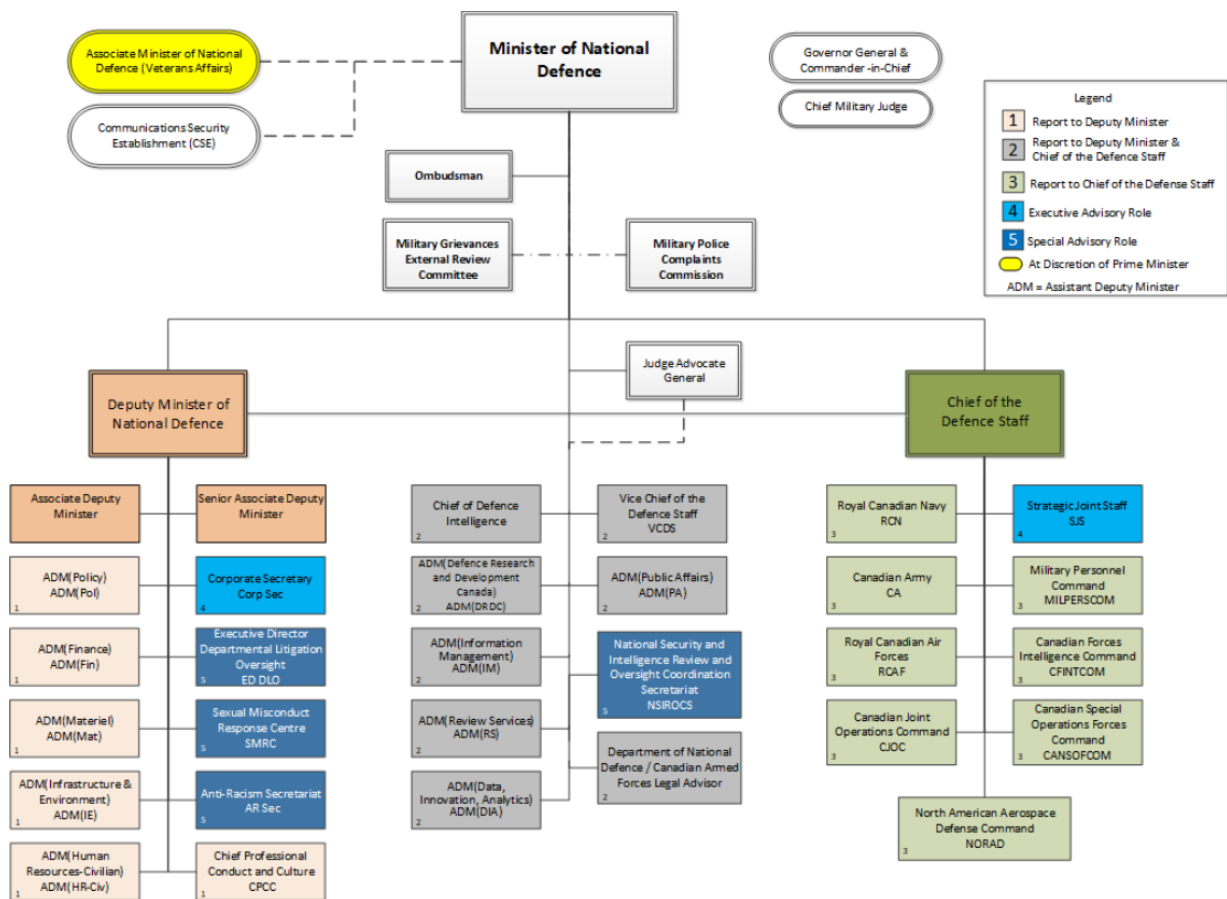 Associate Minister of National
Defence (Veterans Affairs)
Communications Security
Establishment (CSE)
Minister of National
Defence
Governor General &
Commander -in-Chief
Chief Military Judge
Legend
1 Report to Deputy Minister
2 Report to Deputy Minister &
Chief of the Defence Staff
3 Report to Chief of the Defense Staff
4 Executive Advisory Role
5 Special Advisory Role
At Discretion of Prime Minister
ADM = Assistant Deputy Minister
Ombudsman
Military Grievances
External Review
Committee
Military Police
Complaints
Commission
Judge Advocate
General
Deputy Minister of
National Defence
Chief of the
Defence Staff
Associate Deputy
Minister
Senior Associate Deputy
Minister
ADM(Policy)
ADM(Pol)
1
Corporate Secretary
Corp Sec
4
ADM(Finance)
ADM(Fin)
1
Executive Director
Departmental Litigation
Oversight
ED DLO
5
ADM(Materiel)
ADM(Mat)
1
Sexual Misconduct
Response Centre
SMRC
5
ADM(Infrastructure &
Environment)
ADM(IE)
1
Anti-Racism Secretariat
AR Sec
5
ADM(Human
Resources-Civilian)
ADM(HR-Civ)
1
Chief Professional
Conduct and Culture
CPCC
1
Chief of Defence
Intelligence
2
Vice Chief of the
Defence Staff
VCDS
2
ADM(Defence Research
and Development
Canada)
ADM(DRDC)
2
ADM(Public Affairs)
ADM(PA)
2
ADM(Information
Management)
ADM(IM)
2
National Security and
Intelligence Review and
Oversight Coordination
Secretariat
NSIROCS
5
ADM(Review Services)
ADM(RS)
2
Department of National
Defence / Canadian Armed
Forces Legal Advisor
2
ADM(Data,
Innovation, Analytics)
ADM(DIA)
2
Royal Canadian Navy
RCN
3
Strategic Joint Staff
SJS
4
Canadian Army
CA
3
Military Personnel
Command
MILPERSCOM
3
Royal Canadian Air
Forces
RCAF
3
Canadian Forces
Intelligence Command
CFINTCOM
3
Canadian Joint
Operations Command
CJOC
3
Canadian Special
Operations Forces
Command
CANSOFCOM
3
North American Aerospace
Defense Command
NORAD
3